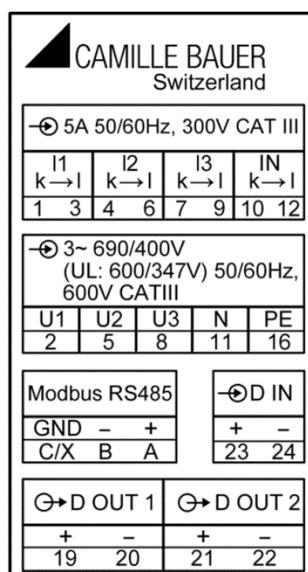 CAMILLE BAUER
Switzerland
5A 50/60Hz, 300V CAT III
I1 I2 I3 IN
k→l k→l k→l k→l
1 3 4 6 7 9 10 12
3~ 690/400V
(UL: 600/347V) 50/60Hz,
600V CATIII
U1 U2 U3 N PE
2 5 8 11 16
Modbus RS485
GND – +
C/X B A
D IN
+ –
23 24
D OUT 1 D OUT 2
+ – + –
19 20 21 22